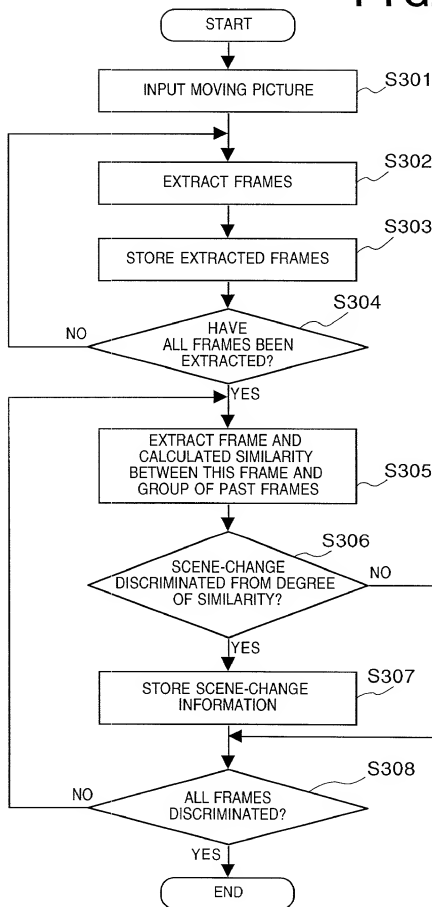 START
INPUT MOVING PICTURE
S301
EXTRACT FRAMES
S302
STORE EXTRACTED FRAMES
S303
HAVE
ALL FRAMES BEEN
EXTRACTED?
S304
NO
YES
EXTRACT FRAME AND
CALCULATED SIMILARITY
BETWEEN THIS FRAME AND
GROUP OF PAST FRAMES
S305
SCENE-CHANGE
DISCRIMINATED FROM DEGREE
OF SIMILARITY?
S306
NO
YES
STORE SCENE-CHANGE
INFORMATION
S307
ALL FRAMES
DISCRIMINATED?
S308
NO
YES
END